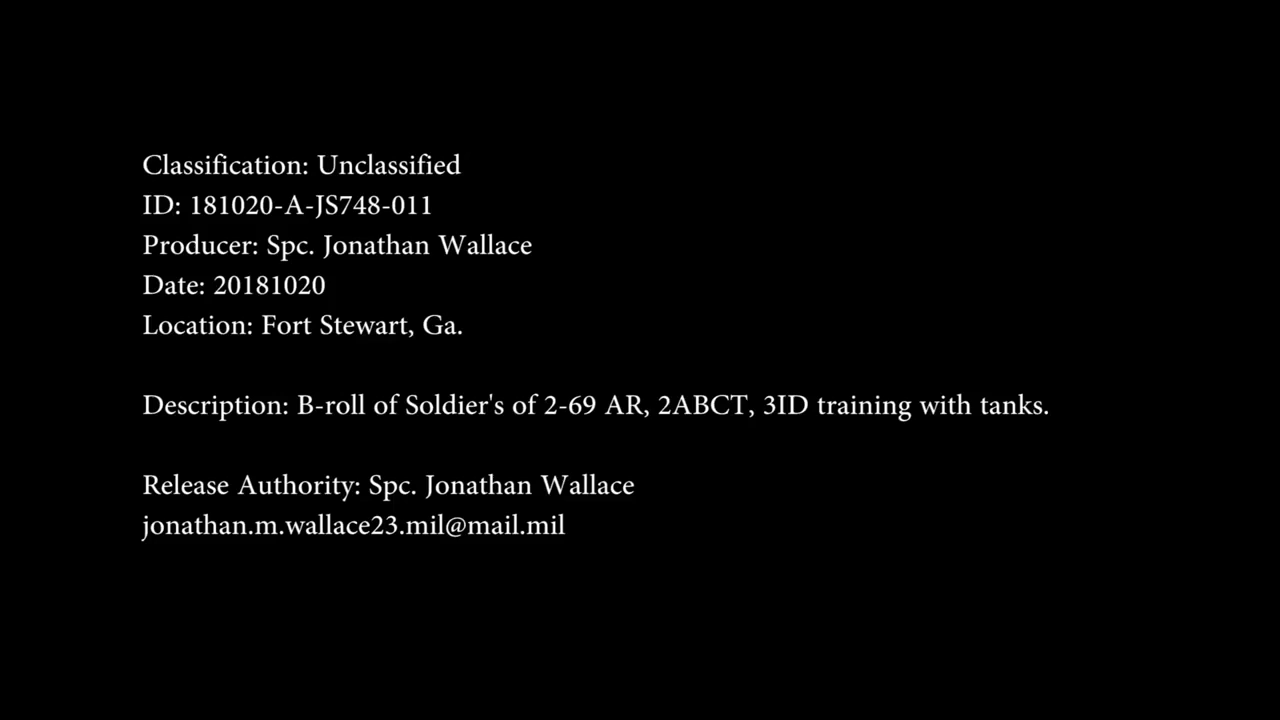 Classification: Unclassified
ID: 181020-A-JS748-011
Producer: Spc. Jonathan Wallace
Date: 20181020
Location: Fort Stewart, Ga.
Description: B-roll of Soldier's of 2-69 AR, 2ABCT, 3ID training with tanks.
Release Authority: Spc. Jonathan Wallace
jonathan.m.wallace23.mil@mail.mil